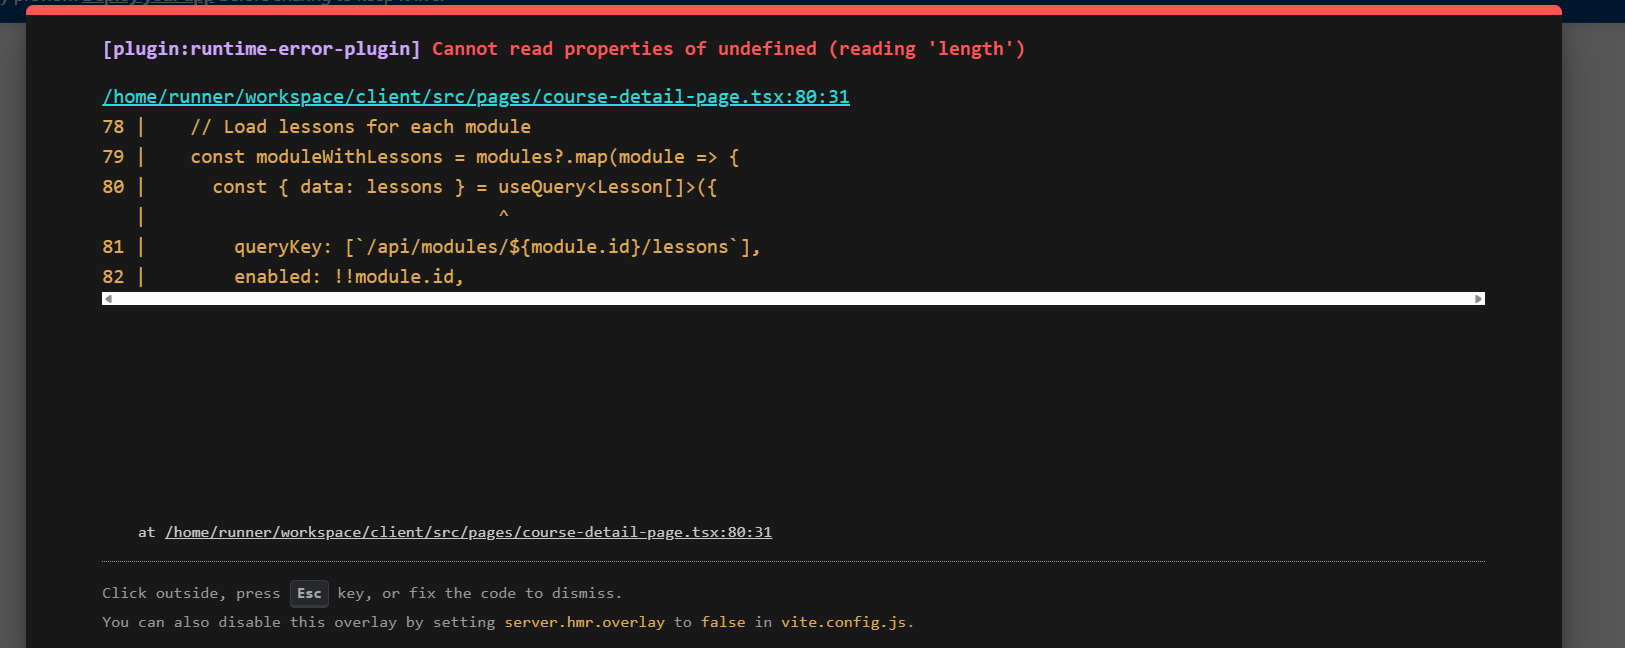 [plugin:runtime-error-plugin] Cannot read properties of undefined (reading 'length')
/home/runner/workspace/client/src/pages/course-detail-page.tsx:80:31
78 |    // Load lessons for each module
79 |    const moduleWithLessons = modules?.map(module => {
80 |      const { data: lessons } = useQuery<Lesson[]>({
   |                                ^
81 |        queryKey: [`/api/modules/${module.id}/lessons`],
82 |        enabled: !!module.id,
at /home/runner/workspace/client/src/pages/course-detail-page.tsx:80:31
Click outside, press Esc key, or fix the code to dismiss.
You can also disable this overlay by setting server.hmr.overlay to false in vite.config.js.